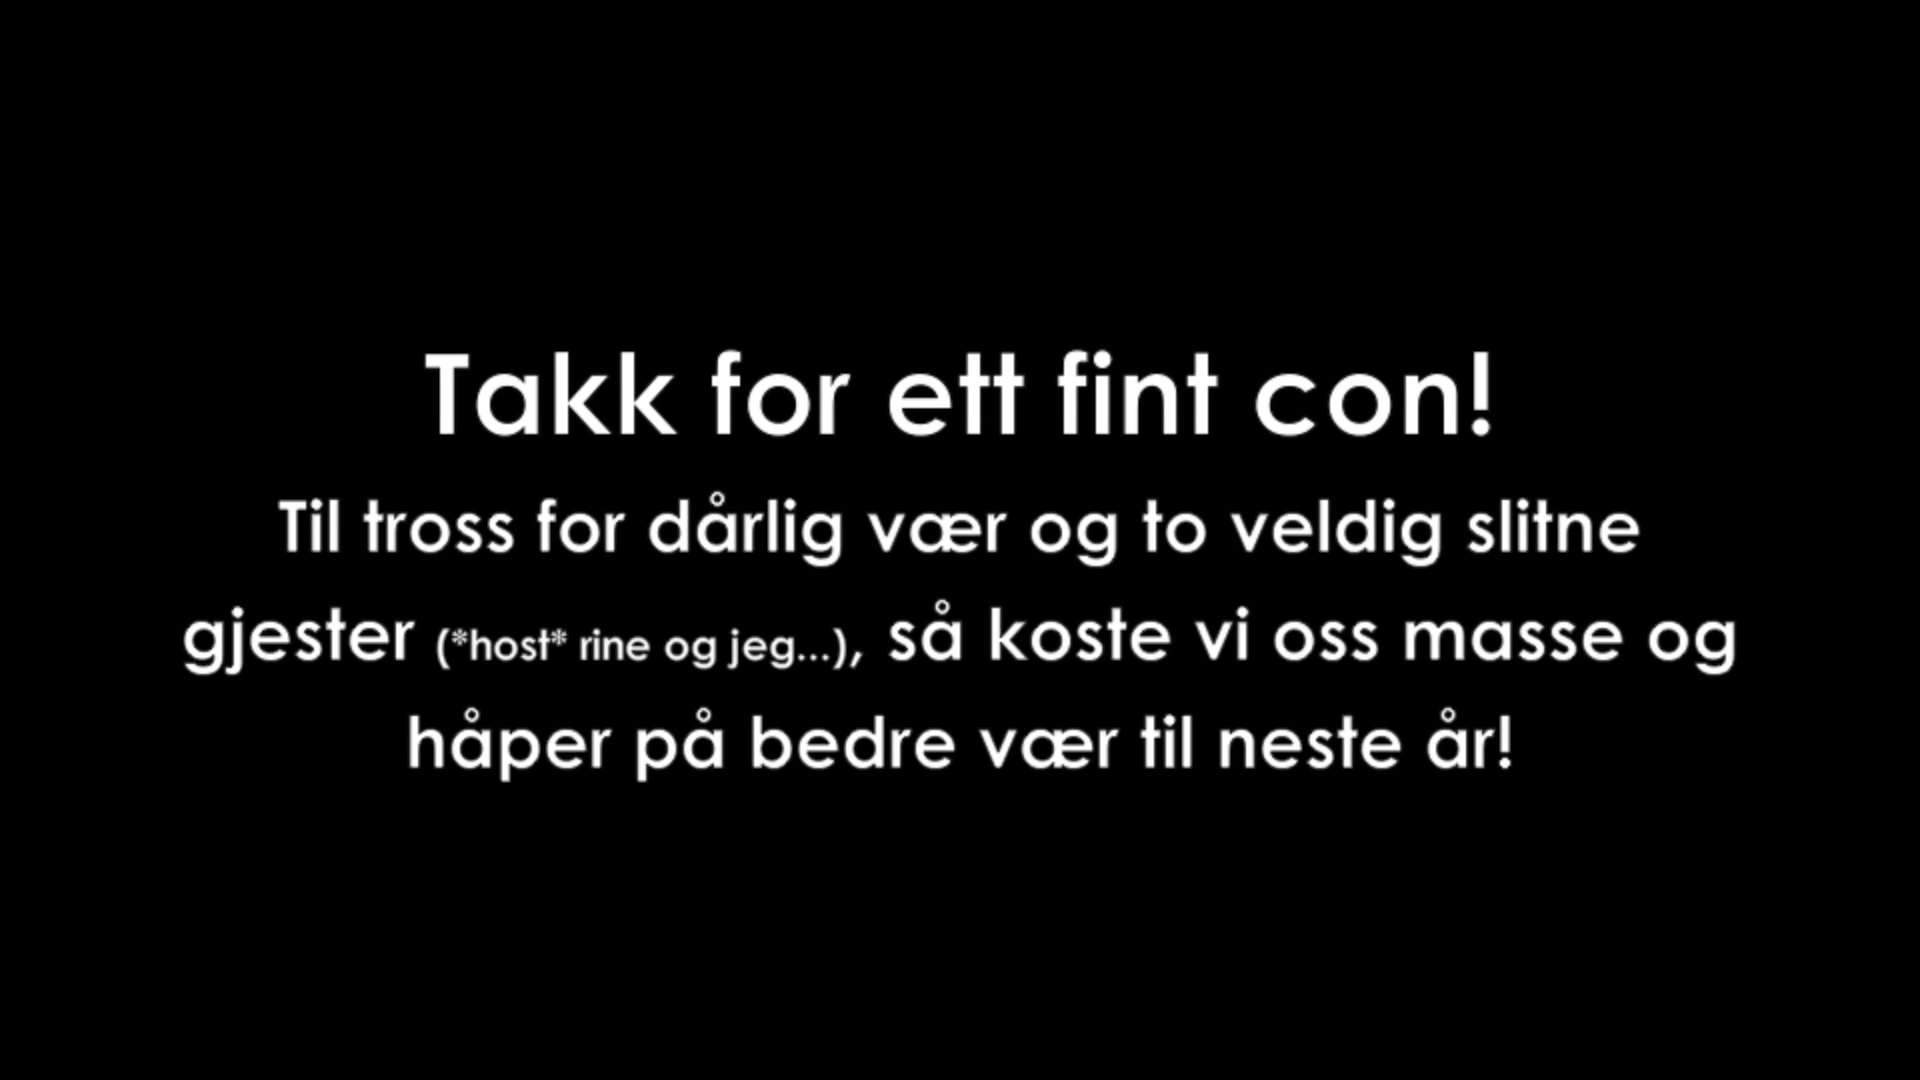 Takk for ett fint con!
Til tross for dårlig vær og to veldig slitne
gjester (*host* rine og jeg...), så koste vi oss masse og
håper på bedre vær til neste år!